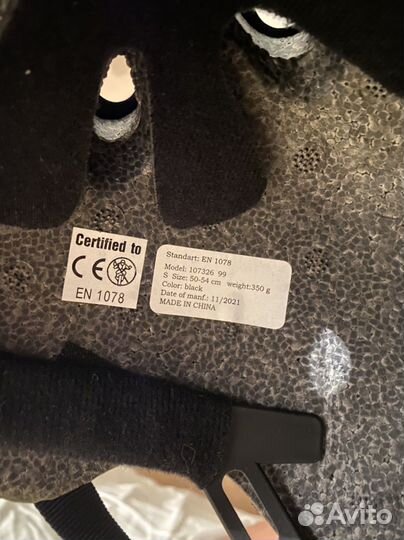 Certified to
CE
EN 1078
Standart: EN 1078
Model: 107326 99
S Size: 50-54 cm weight:350 g
Color: black
Date of manf.: 11/2021
MADE IN CHINA
Avito